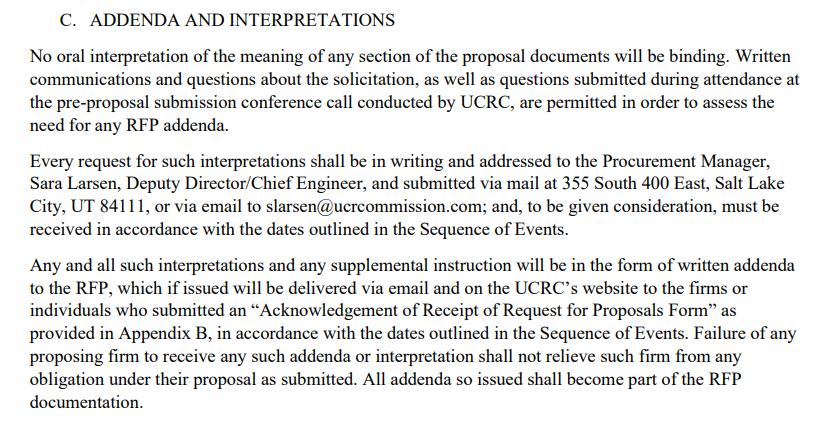 C. ADDENDA AND INTERPRETATIONS
No oral interpretation of the meaning of any section of the proposal documents will be binding. Written
communications and questions about the solicitation, as well as questions submitted during attendance at
the pre-proposal submission conference call conducted by UCRC, are permitted in order to assess the
need for any RFP addenda.
Every request for such interpretations shall be in writing and addressed to the Procurement Manager,
Sara Larsen, Deputy Director/Chief Engineer, and submitted via mail at 355 South 400 East, Salt Lake
City, UT 84111, or via email to slarsen@ucrcommission.com; and, to be given consideration, must be
received in accordance with the dates outlined in the Sequence of Events.
Any and all such interpretations and any supplemental instruction will be in the form of written addenda
to the RFP, which if issued will be delivered via email and on the UCRC’s website to the firms or
individuals who submitted an “Acknowledgement of Receipt of Request for Proposals Form” as
provided in Appendix B, in accordance with the dates outlined in the Sequence of Events. Failure of any
proposing firm to receive any such addenda or interpretation shall not relieve such firm from any
obligation under their proposal as submitted. All addenda so issued shall become part of the RFP
documentation.